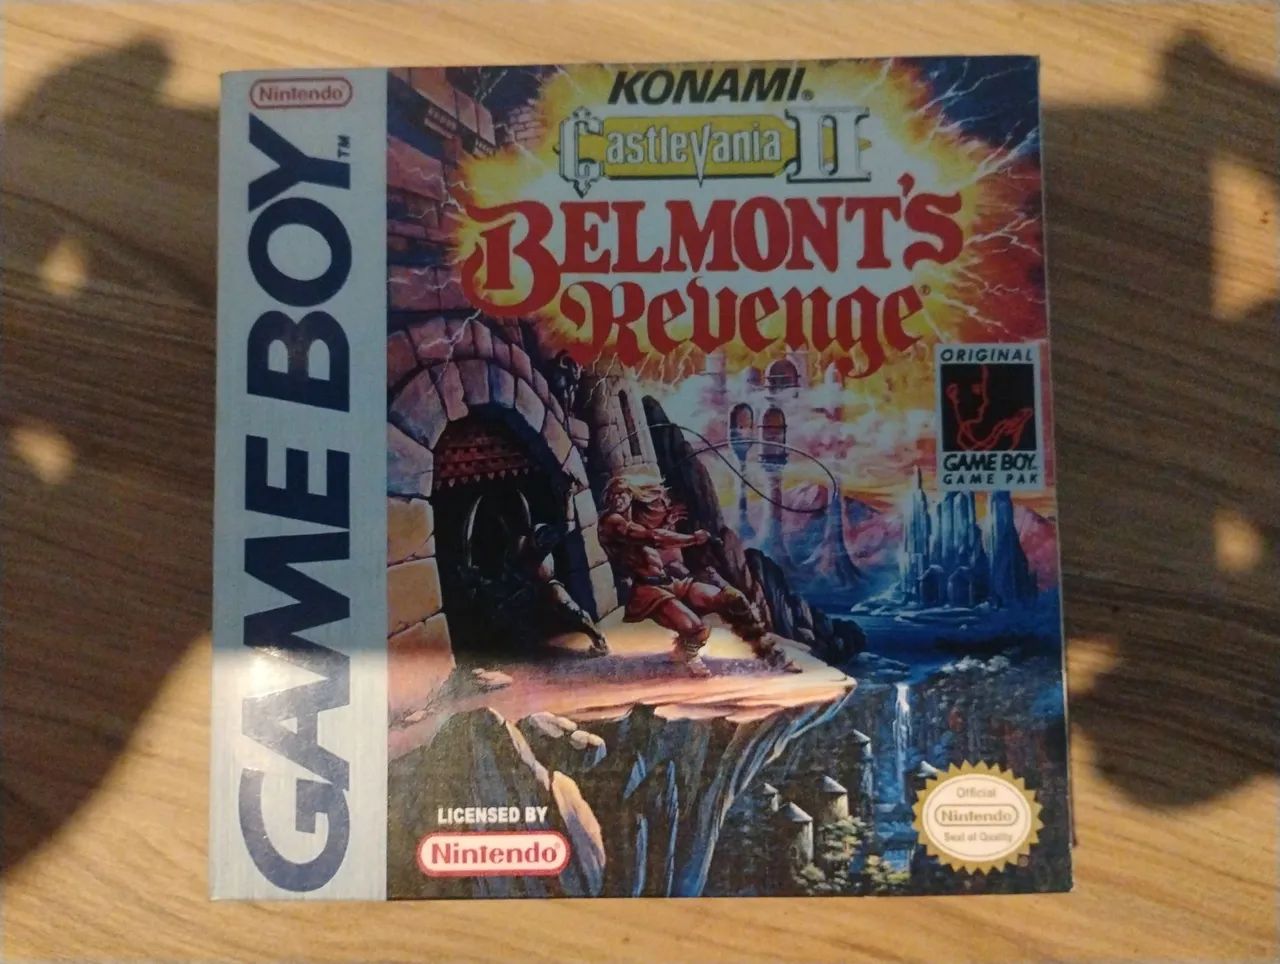 Nintendo®
GAME BOY™
KONAMI®
Castlevania II
BELMONT'S
Revenge®
ORIGINAL
GAME BOY™
GAME PAK
LICENSED BY
Nintendo®
Official
Nintendo
Seal of Quality